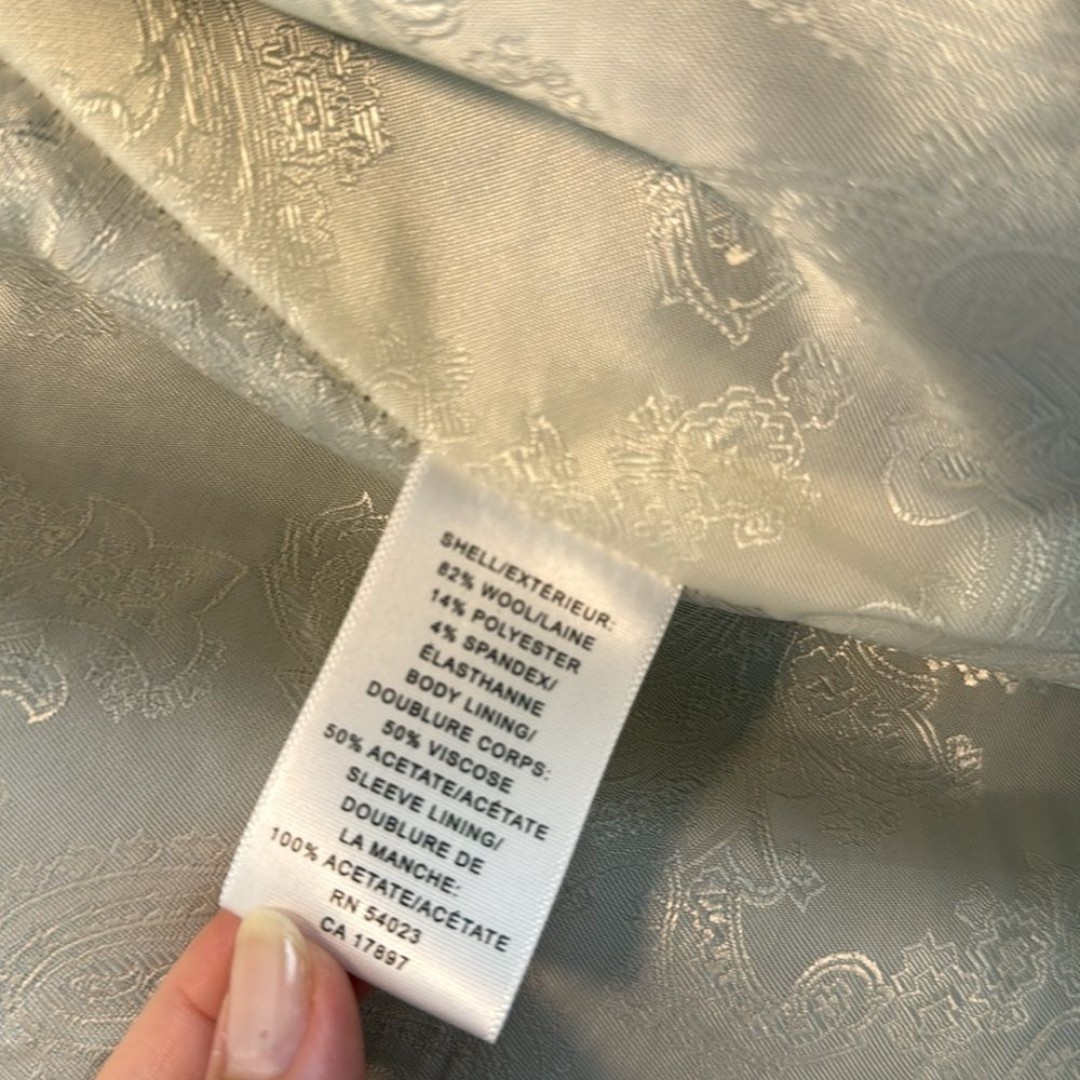 SHELL/EXTÉRIEUR:
82% WOOL/LAINE
14% POLYESTER
4% SPANDEX/
ÉLASTHANNE
BODY LINING/
DOUBLURE CORPS:
50% VISCOSE
50% ACETATE/ACÉTATE
SLEEVE LINING/
DOUBLURE DE
LA MANCHE:
100% ACETATE/ACÉTATE
RN 54023
CA 17897